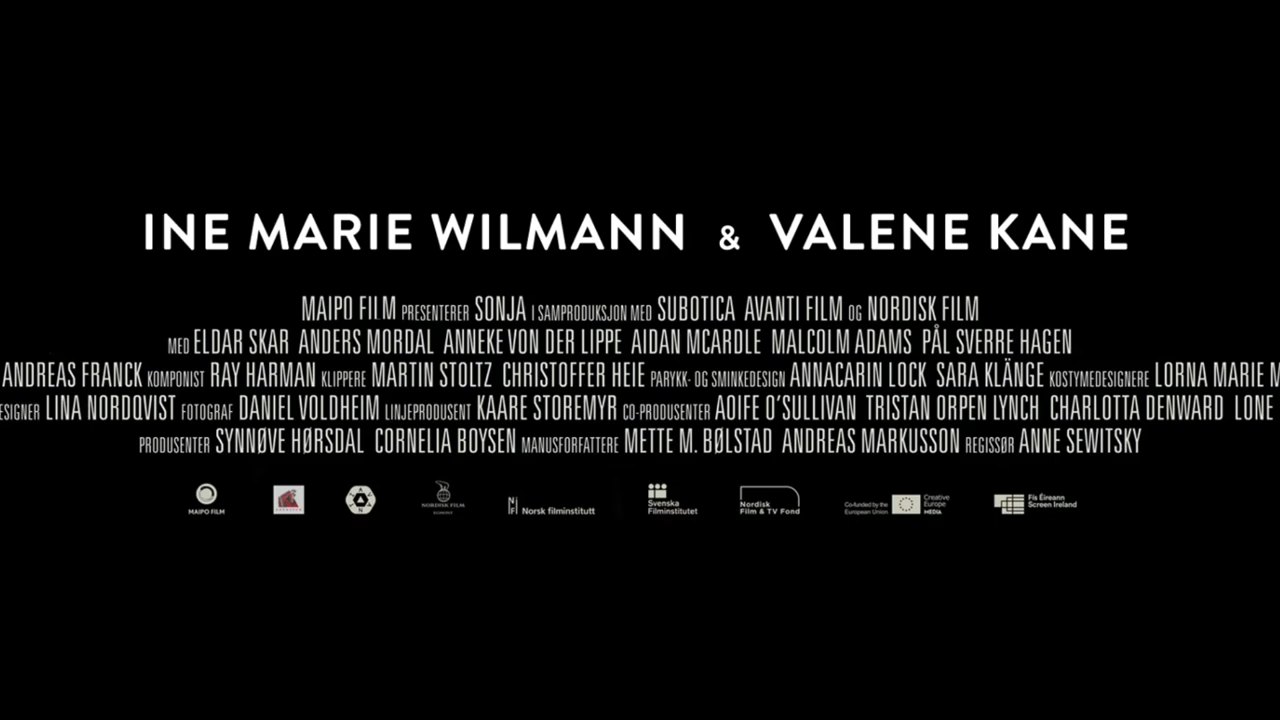 INE MARIE WILMANN & VALENE KANE
MAIPO FILM PRESENTERER SONJA I SAMPRODUKSJON MED SUBOTICA AVANTI FILM OG NORDISK FILM
MED ELDAR SKAR ANDERS MORDAL ANNEKE VON DER LIPPE AIDAN MCARDLE MALCOLM ADAMS PÅL SVERRE HAGEN
ANDREAS FRANCK KOMPONIST RAY HARMAN KLIPPERE MARTIN STOLTZ CHRISTOFFER HEIE PARYKK- OG SMINKEDESIGN ANNACARIN LOCK SARA KLÄNGE KOSTYMEDESIGNERE LORNA MARIE M
ESIGNER LINA NORDQVIST FOTOGRAF DANIEL VOLDHEIM LINJEPRODUSENT KAARE STOREMYR CO-PRODUSENTER AOIFE O'SULLIVAN TRISTAN ORPEN LYNCH CHARLOTTA DENWARD LONE
PRODUSENTER SYNNØVE HØRSDAL CORNELIA BOYSEN MANUSFORFATTERE METTE M. BØLSTAD ANDREAS MARKUSSON REGISSØR ANNE SEWITSKY
MAIPO FILM
NORDISK FILM
NFI Norsk filminstitutt
Svenska
Filminstitutet
Nordisk
Film & TV Fond
Co-funded by the
European Union
Creative
Europe
MEDIA
Fís Éireann
Screen Ireland